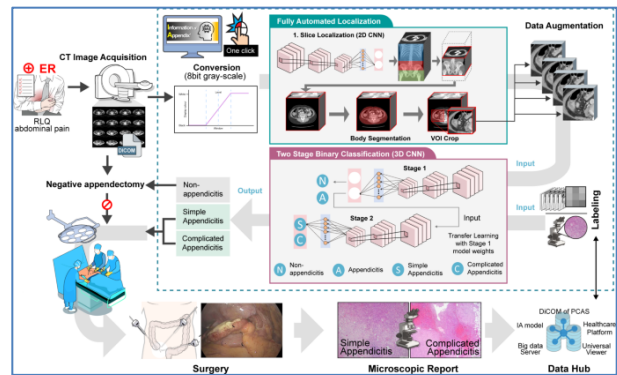 Fully Automated Localization
Data Augmentation
Information of
Appendix
One click
1. Slice Localization (2D CNN)
CT Image Acquisition
ER
Conversion
(8bit gray-scale)
RLQ
abdominal pain
DICOM
Body Segmentation
VOI Crop
Two Stage Binary Classification (3D CNN)
Input
Negative appendectomy
Non-
appendicitis
Output
Stage 1
N
A
Input
Labeling
Simple
Appendicitis
Complicated
Appendicitis
Stage 2
S
C
Input
Transfer Learning
with Stage 1
model weights
N
Non-
appendicitis
A
Appendicitis
S
Simple
Appendicitis
C
Complicated
Appendicitis
Simple
Appendicitis
Complicated
Appendicitis
DiCOM of PCAS
IA model
Healthcare
Platform
Big data
Server
Universal
Viewer
Surgery
Microscopic Report
Data Hub